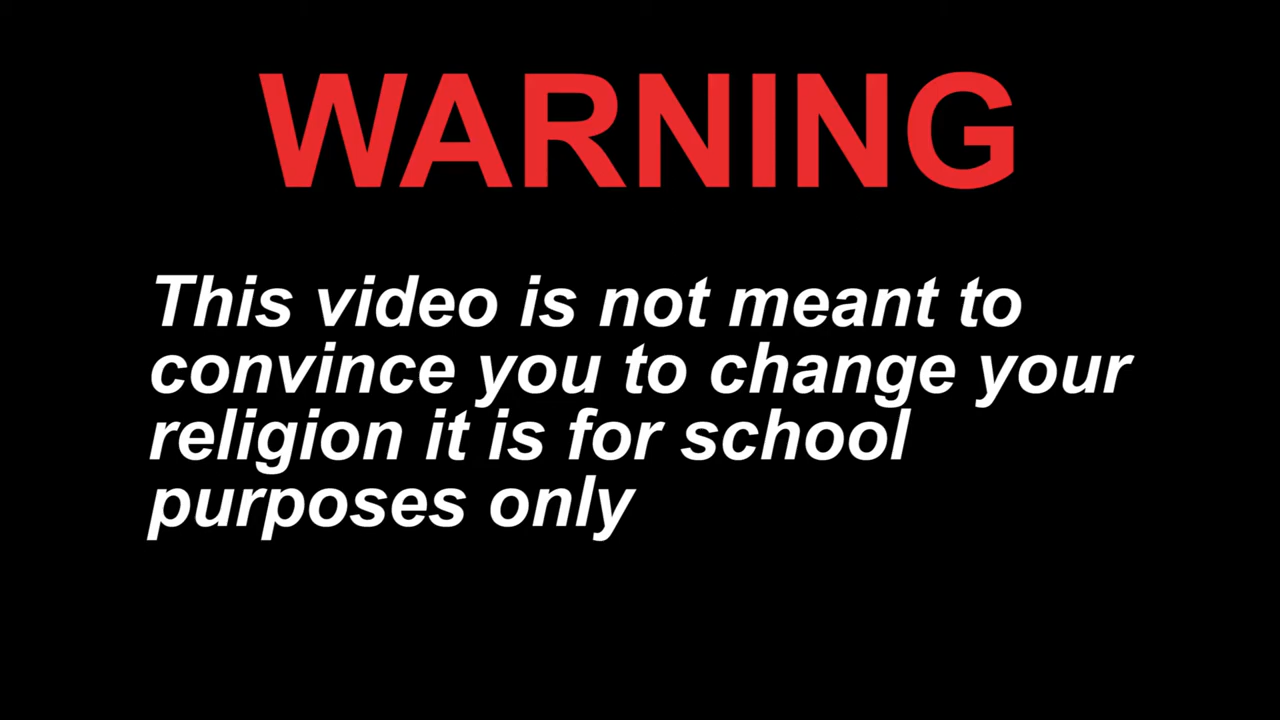 WARNING
This video is not meant to
convince you to change your
religion it is for school
purposes only